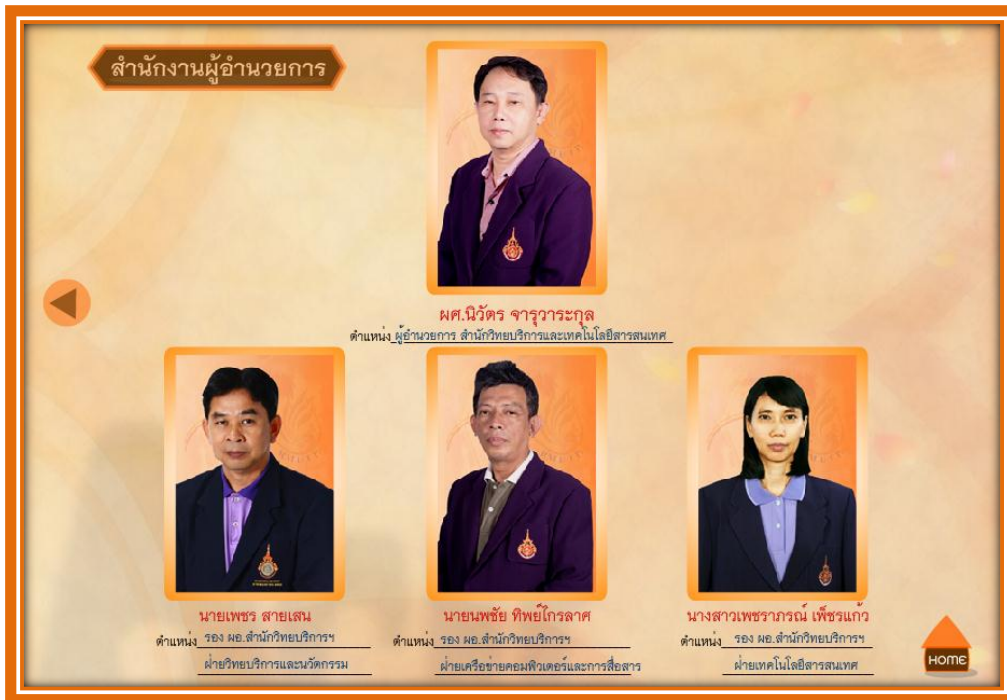 สำนักงานผู้อำนวยการ
ผศ.นิวัตร จารุวาระกุล
ตำแหน่ง ผู้อำนวยการ สำนักวิทยบริการและเทคโนโลยีสารสนเทศ
นายเพชร สายเสน
ตำแหน่ง รอง ผอ.สำนักวิทยบริการฯ
ฝ่ายวิทยบริการและนวัตกรรม
นายนพชัย ทิพย์ไกรลาศ
ตำแหน่ง รอง ผอ.สำนักวิทยบริการฯ
ฝ่ายเครือข่ายคอมพิวเตอร์และการสื่อสาร
นางสาวเพชราภรณ์ เพ็ชรแก้ว
ตำแหน่ง รอง ผอ.สำนักวิทยบริการฯ
ฝ่ายเทคโนโลยีสารสนเทศ
HOME